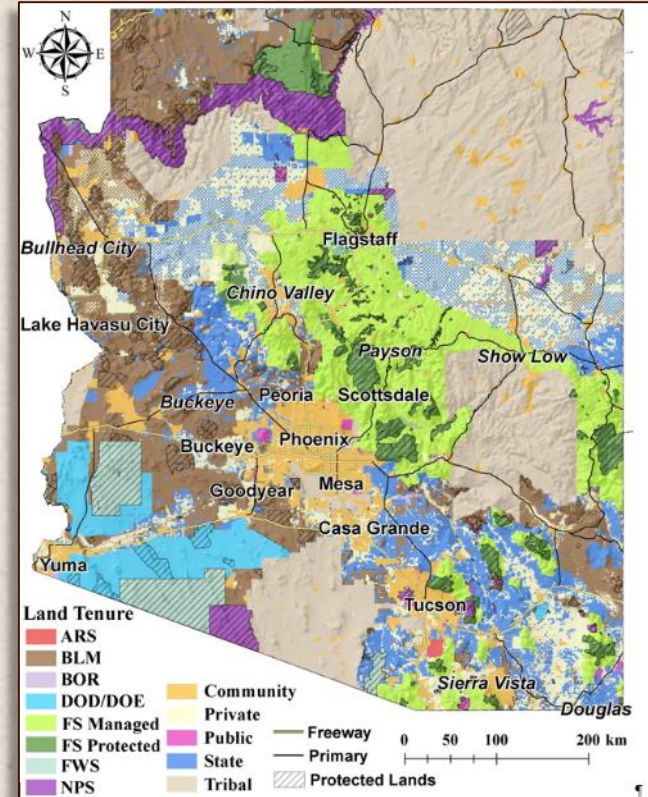 N
W E
S
Bullhead City
Flagstaff
Chino Valley
Lake Havasu City
Payson
Show Low
Peoria Scottsdale
Buckeye
Buckeye Phoenix
Goodyear Mesa
Casa Grande
Yuma
Tucson
Sierra Vista
Douglas
Land Tenure
ARS
BLM
BOR
DOD/DOE
FS Managed
FS Protected
FWS
NPS
Community
Private
Public
State
Tribal
Freeway
Primary
Protected Lands
0 50 100 200 km
¶